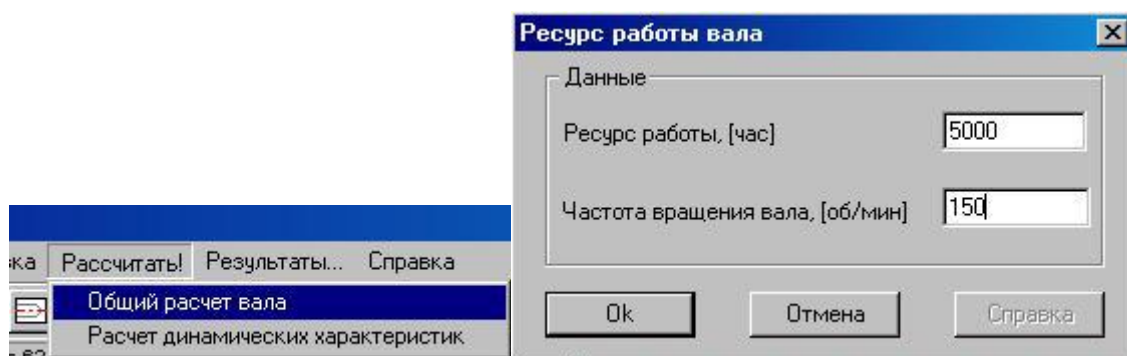 Ресурс работы вала
Данные
Ресурс работы, [час] 5000
Частота вращения вала, [об/мин] 150
Ok Отмена Справка
вка Рассчитать! Результаты... Справка
Общий расчет вала
Расчет динамических характеристик